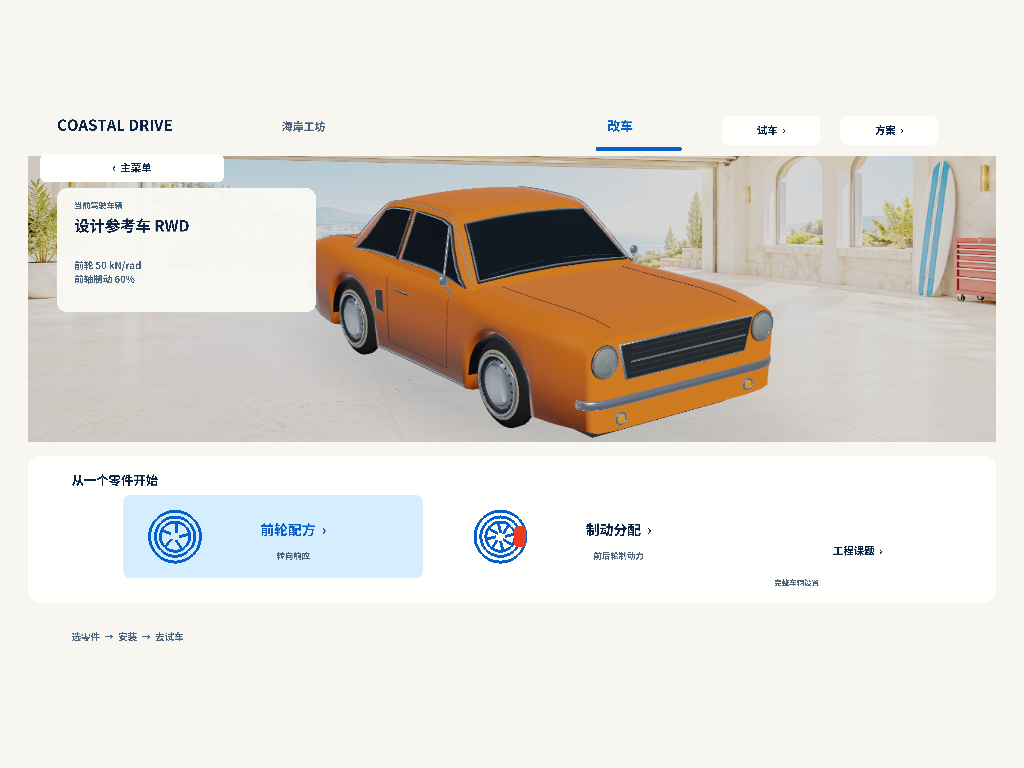 COASTAL DRIVE
海岸工坊
改车
试车 ›
方案 ›
‹ 主菜单
当前驾驶车辆
设计参考车 RWD
前轮 50 kN/rad
前轴制动 60%
从一个零件开始
前轮配方 ›
转向响应
制动分配 ›
前后轮制动力
工程课题 ›
完整车辆设置
选零件 → 安装 → 去试车